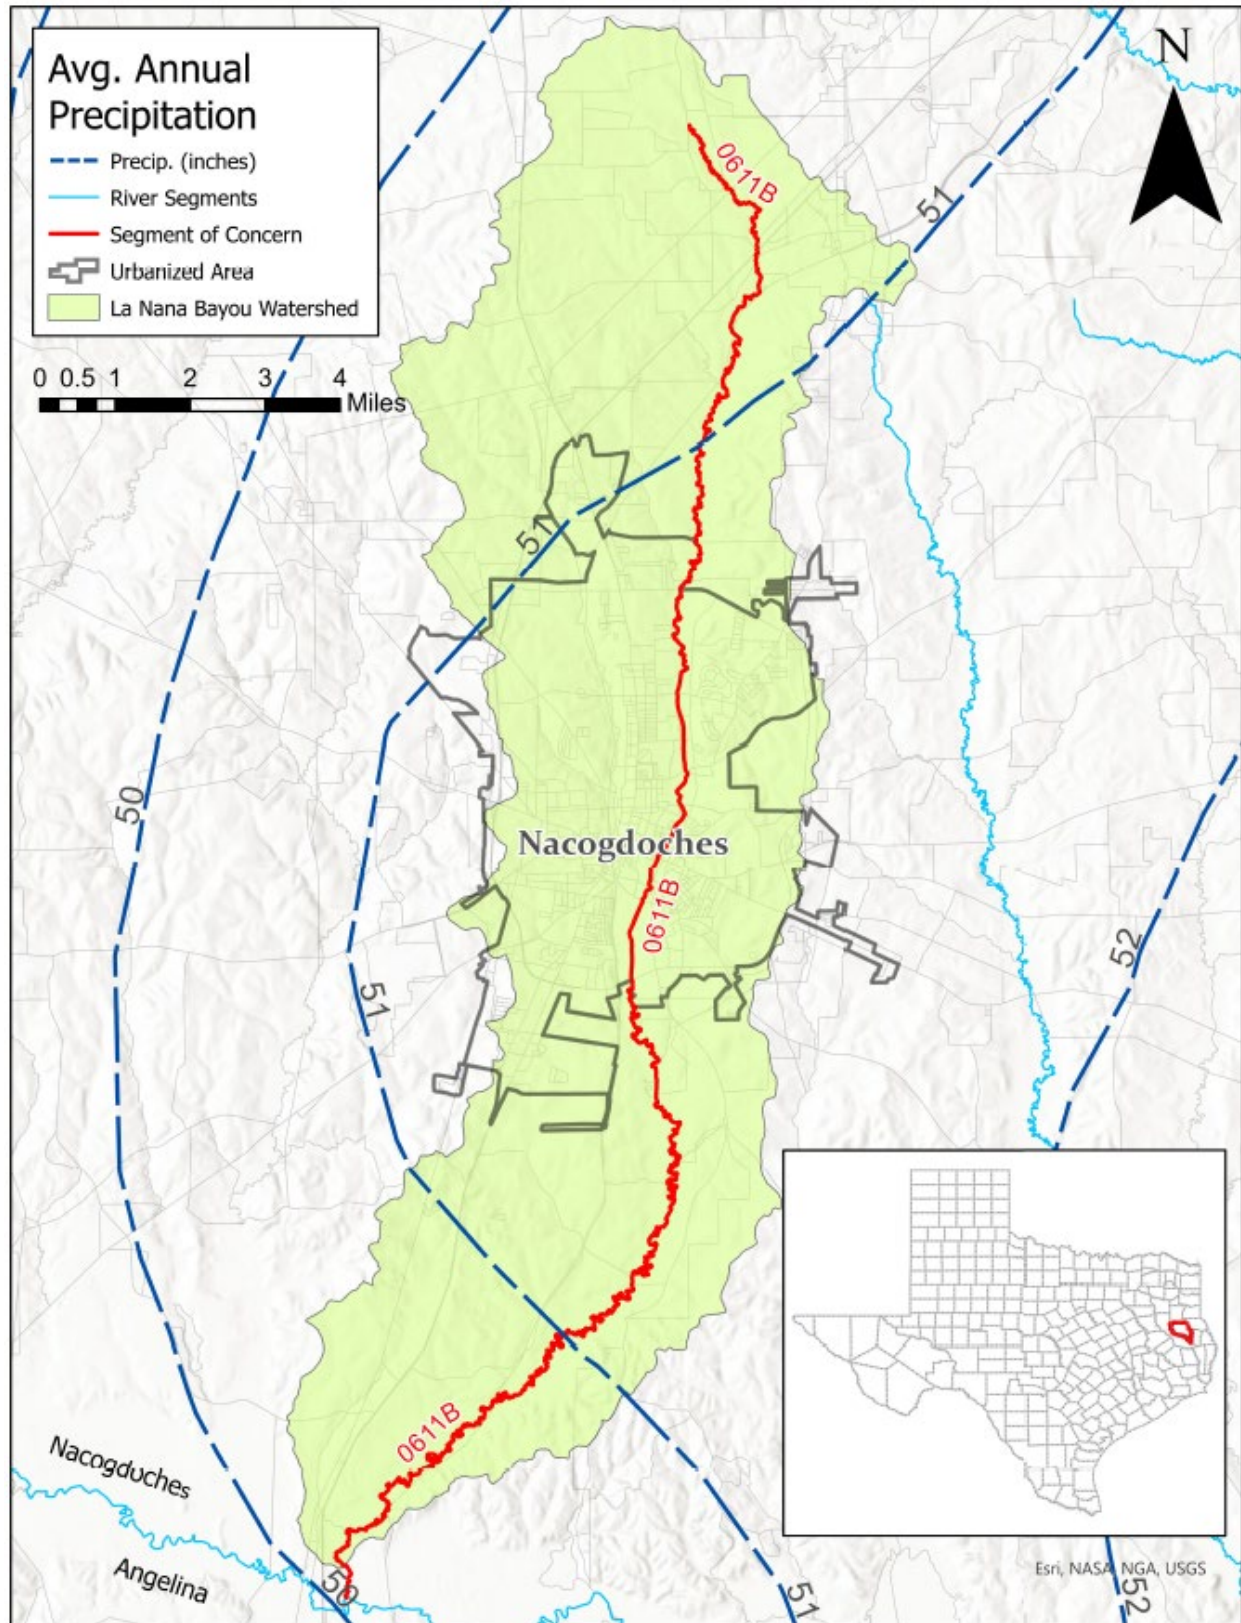 Avg. Annual
Precipitation
Precip. (inches)
River Segments
Segment of Concern
Urbanized Area
La Nana Bayou Watershed
0 0.5 1 2 3 4
Miles
N
0611B
51
51
50
Nacogdoches
0611B
52
51
0611B
Nacogduches
Angelina
50
51
52
Esri, NASA, NGA, USGS